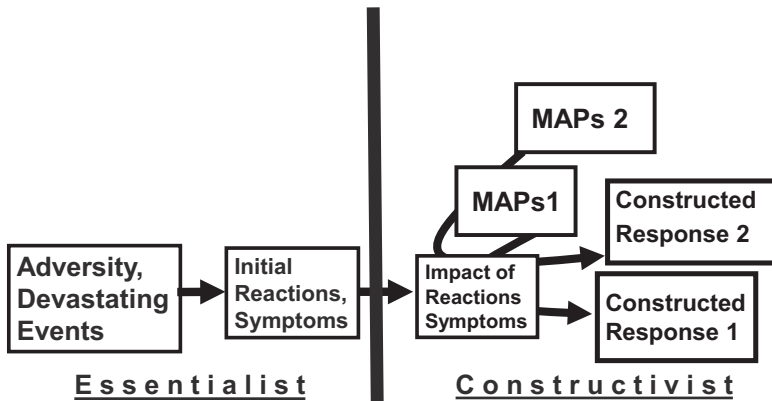 MAPs 2
MAPs1
Constructed
Response 2
Adversity,
Devastating
Events
Initial
Reactions,
Symptoms
Impact of
Reactions
Symptoms
Constructed
Response 1
Essentialist
Constructivist